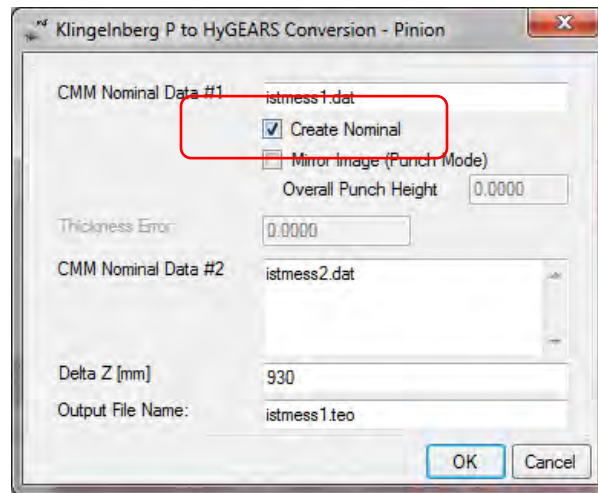 Klingelnberg P to HyGEARS Conversion - Pinion
CMM Nominal Data #1 istmess1.dat
Create Nominal
Mirror Image (Punch Mode)
Overall Punch Height 0.0000
Thickness Error: 0.0000
CMM Nominal Data #2 istmess2.dat
Delta Z [mm] 930
Output File Name: istmess1.teo
OK Cancel